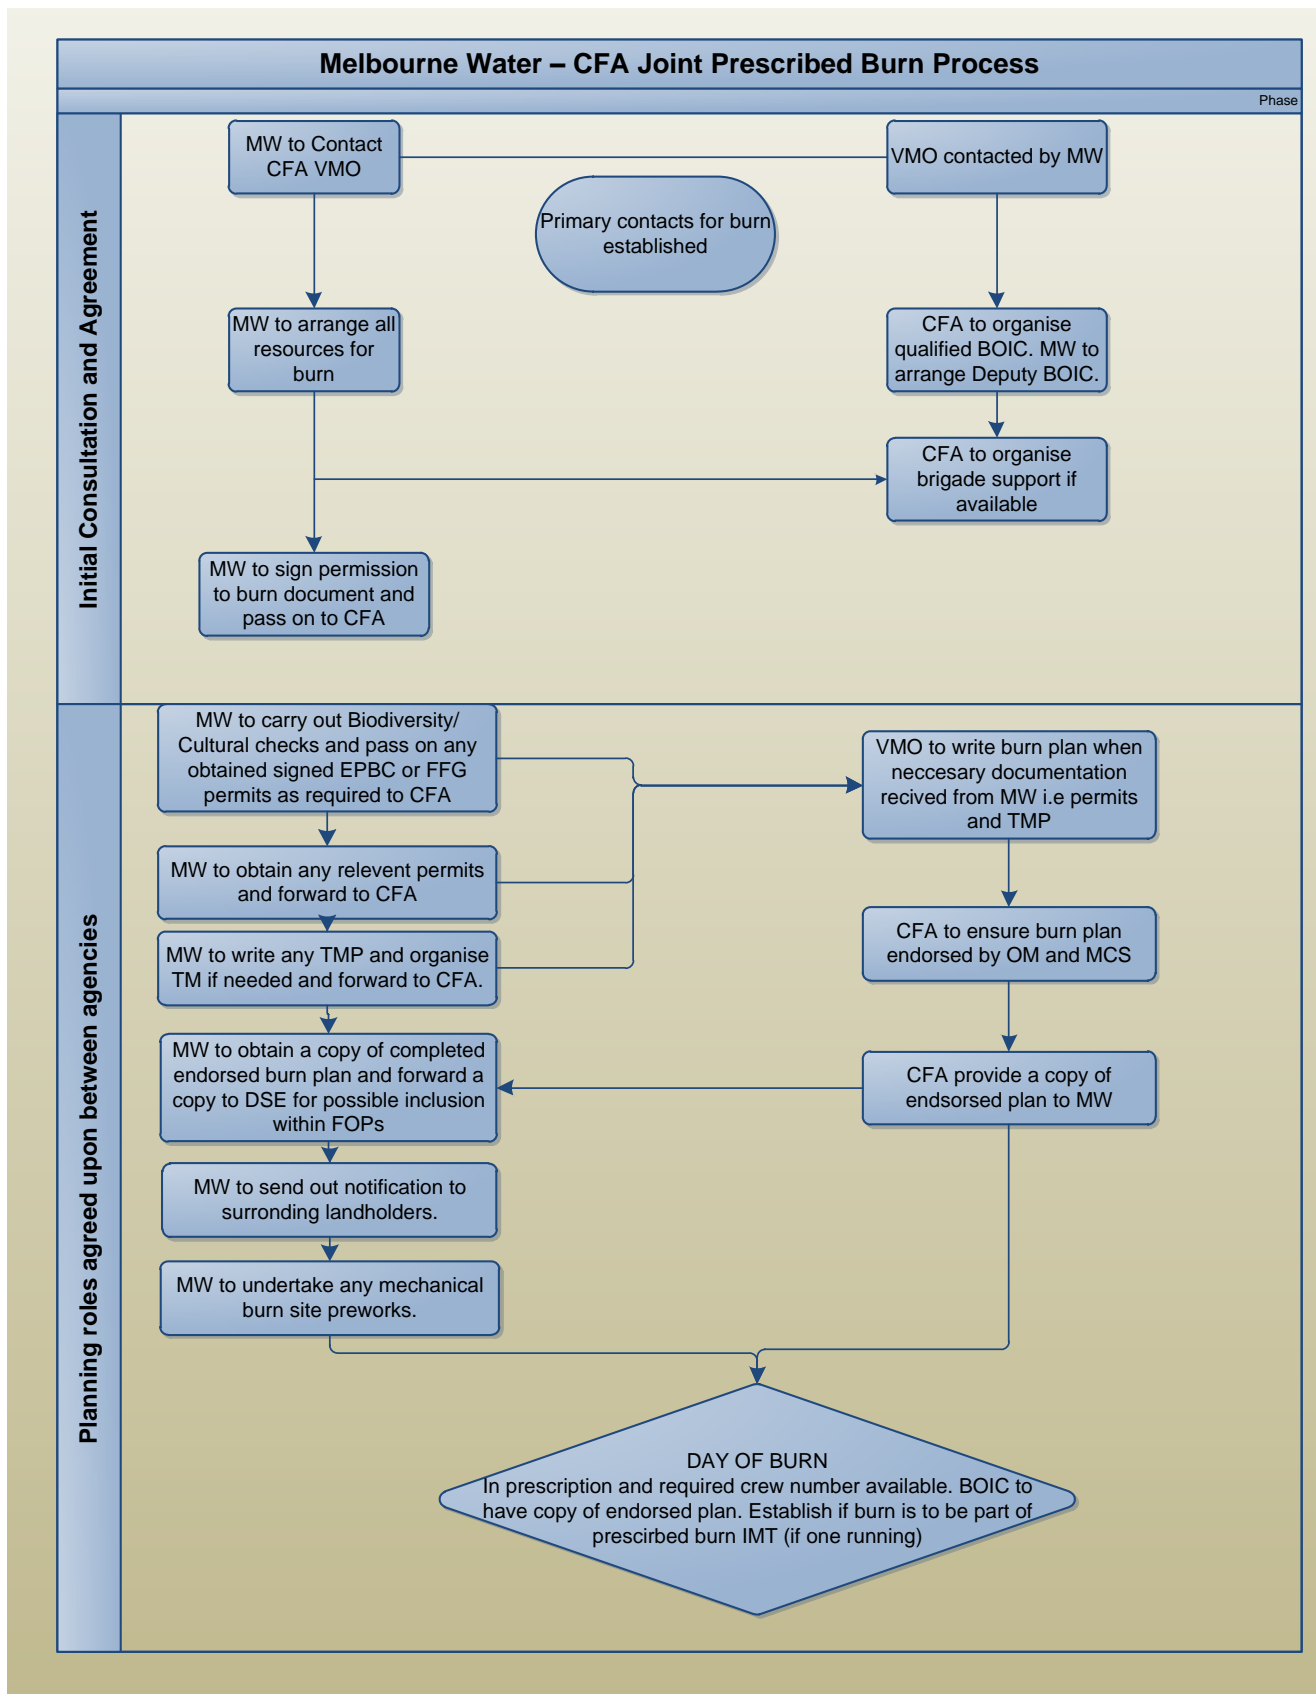 Melbourne Water – CFA Joint Prescribed Burn Process
Phase
Initial Consultation and Agreement
MW to Contact
CFA VMO
VMO contacted by MW
Primary contacts for burn
established
MW to arrange all
resources for
burn
CFA to organise
qualified BOIC. MW to
arrange Deputy BOIC.
CFA to organise
brigade support if
available
MW to sign permission
to burn document and
pass on to CFA
Planning roles agreed upon between agencies
MW to carry out Biodiversity/
Cultural checks and pass on any
obtained signed EPBC or FFG
permits as required to CFA
VMO to write burn plan when
neccesary documentation
recived from MW i.e permits
and TMP
MW to obtain any relevent permits
and forward to CFA
MW to write any TMP and organise
TM if needed and forward to CFA.
CFA to ensure burn plan
endorsed by OM and MCS
MW to obtain a copy of completed
endorsed burn plan and forward a
copy to DSE for possible inclusion
within FOPs
CFA provide a copy of
endsorsed plan to MW
MW to send out notification to
surronding landholders.
MW to undertake any mechanical
burn site preworks.
DAY OF BURN
In prescription and required crew number available. BOIC to
have copy of endorsed plan. Establish if burn is to be part of
prescirbed burn IMT (if one running)